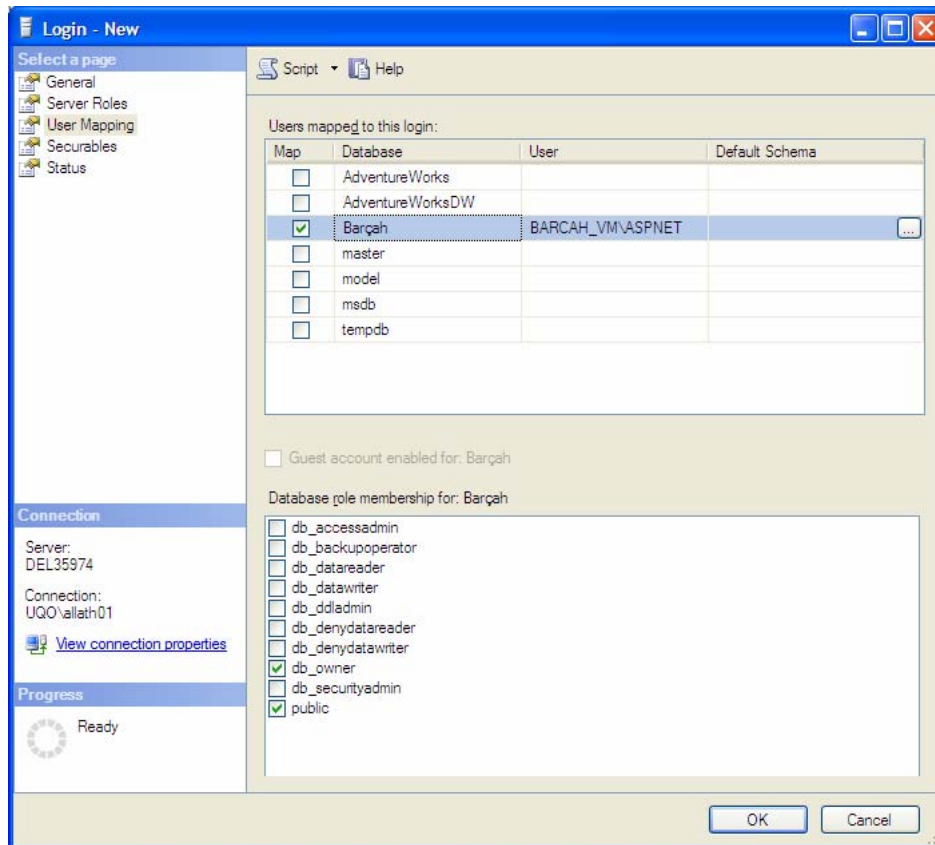 Login - New
Select a page
General
Server Roles
User Mapping
Securables
Status
Script
Help
Users mapped to this login:
Map Database User Default Schema
AdventureWorks
AdventureWorksDW
Barçah BARCAH_VM\ASPNET ...
master
model
msdb
tempdb
Guest account enabled for: Barçah
Database role membership for: Barçah
db_accessadmin
db_backupoperator
db_datareader
db_datawriter
db_ddladmin
db_denydatareader
db_denydatawriter
db_owner
db_securityadmin
public
Connection
Server:
DEL35974
Connection:
UQO\allath01
View connection properties
Progress
Ready
OK Cancel